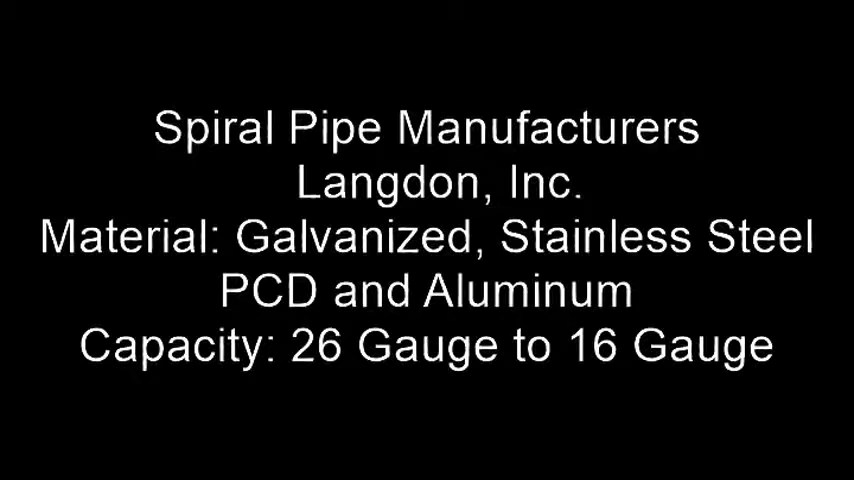 Spiral Pipe Manufacturers
Langdon, Inc.
Material: Galvanized, Stainless Steel
PCD and Aluminum
Capacity: 26 Gauge to 16 Gauge